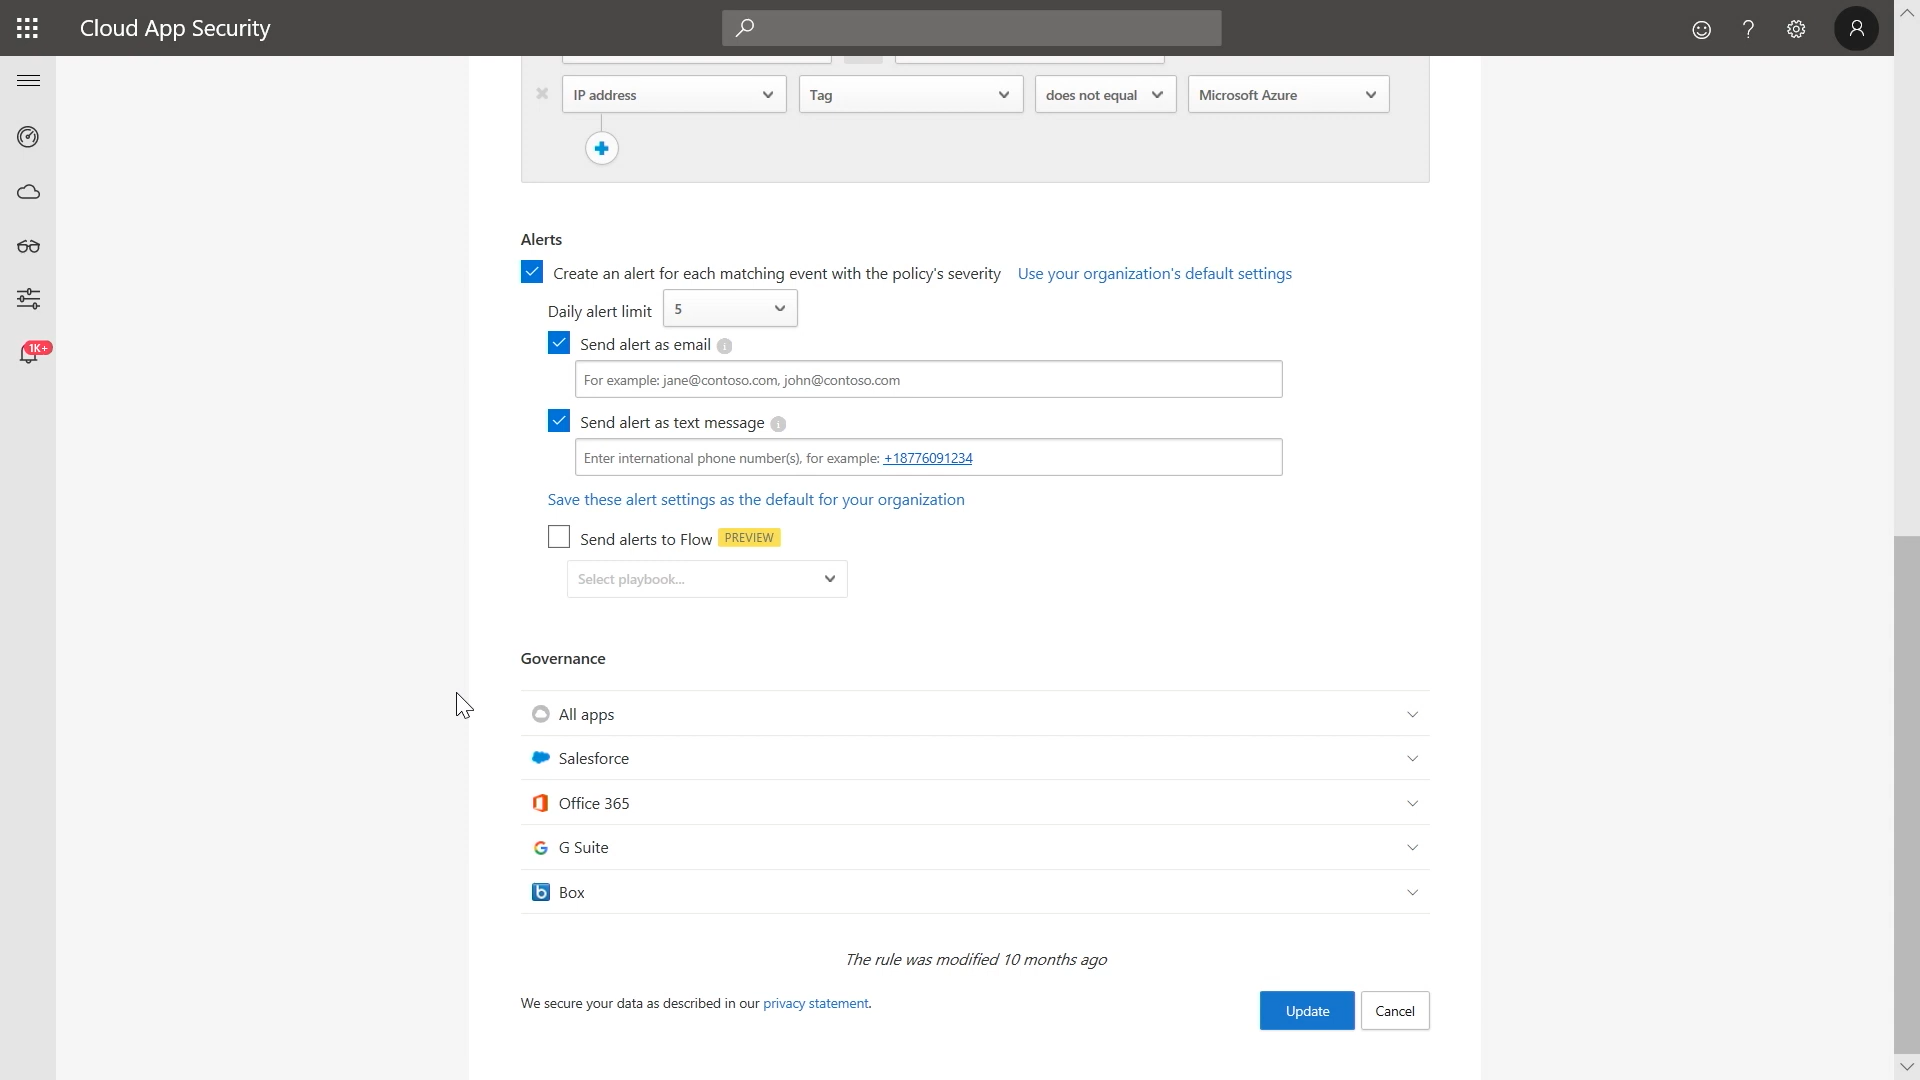 Cloud App Security
IP address Tag does not equal Microsoft Azure
Alerts
Create an alert for each matching event with the policy's severity Use your organization's default settings
Daily alert limit 5
1K+
Send alert as email
For example: jane@contoso.com, john@contoso.com
Send alert as text message
Enter international phone number(s), for example: +18776091234
Save these alert settings as the default for your organization
Send alerts to Flow PREVIEW
Select playbook...
Governance
All apps
Salesforce
Office 365
G Suite
Box
The rule was modified 10 months ago
We secure your data as described in our privacy statement.
Update Cancel